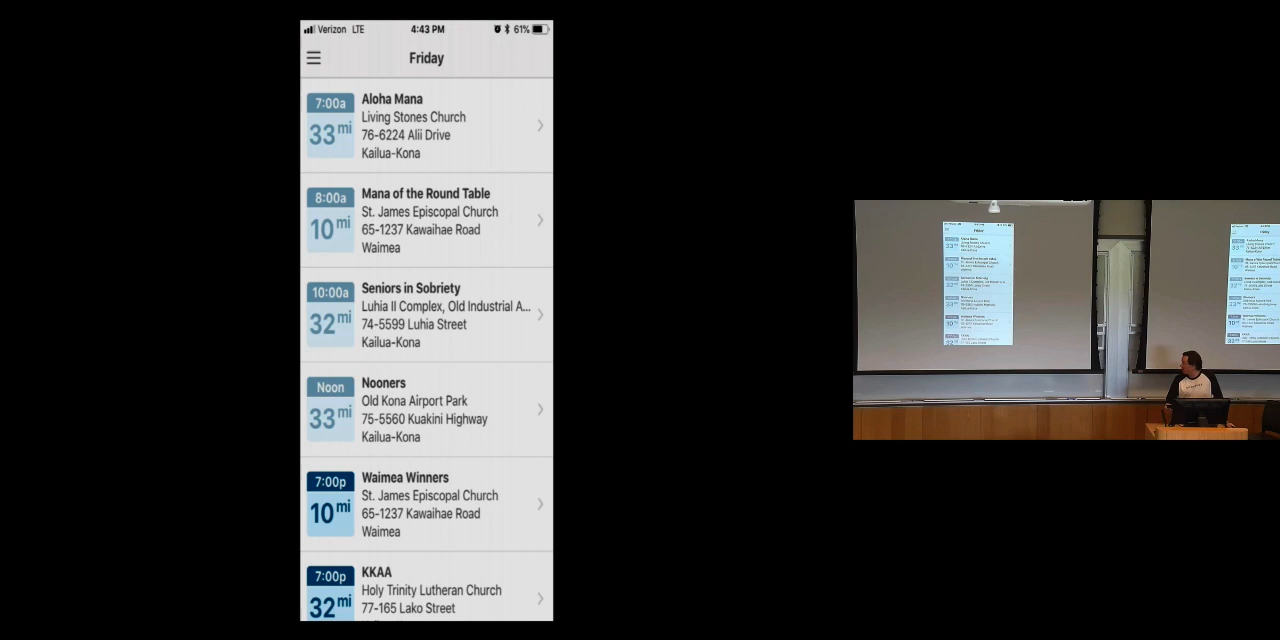 Verizon LTE 4:43 PM 61%
Friday
7:00a
33 mi
Aloha Mana
Living Stones Church
76-6224 Alii Drive
Kailua-Kona
8:00a
10 mi
Mana of the Round Table
St. James Episcopal Church
65-1237 Kawaihae Road
Waimea
10:00a
32 mi
Seniors in Sobriety
Luhia II Complex, Old Industrial A...
74-5599 Luhia Street
Kailua-Kona
Noon
33 mi
Nooners
Old Kona Airport Park
75-5560 Kuakini Highway
Kailua-Kona
7:00p
10 mi
Waimea Winners
St. James Episcopal Church
65-1237 Kawaihae Road
Waimea
7:00p
32 mi
KKAA
Holy Trinity Lutheran Church
77-165 Lako Street